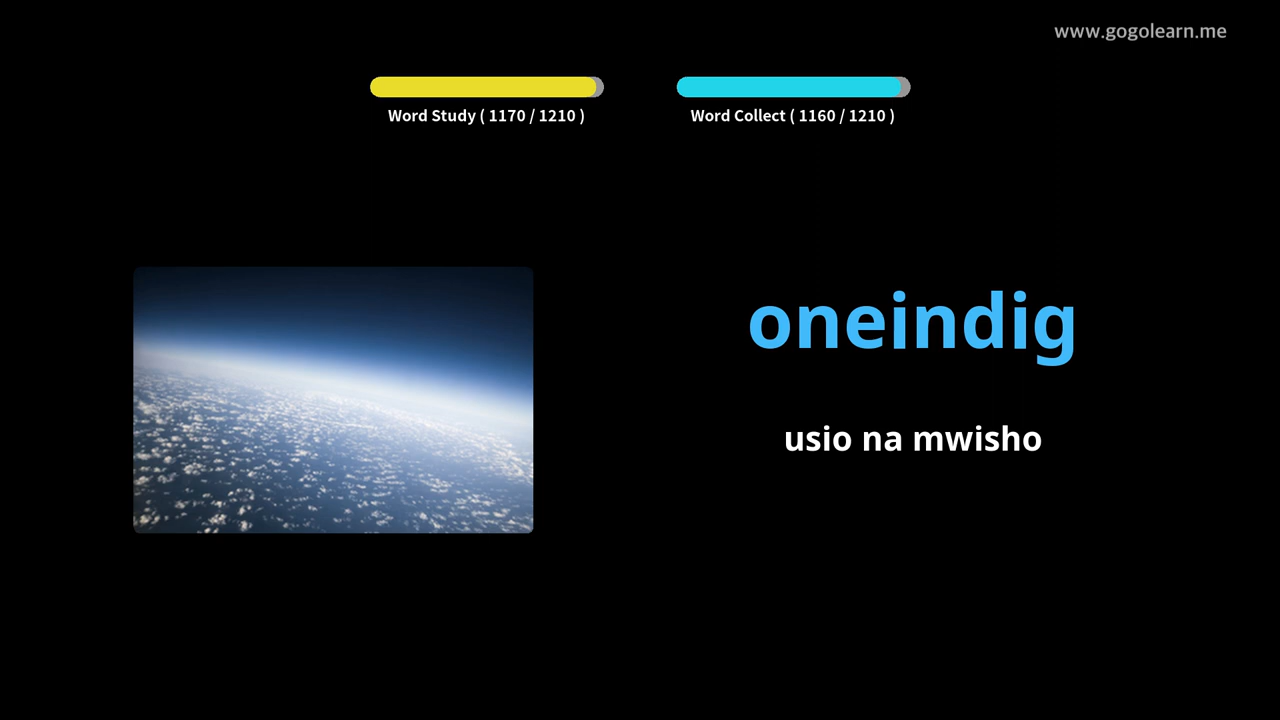 www.gogolearn.me
Word Study ( 1170 / 1210 )
Word Collect ( 1160 / 1210 )
oneindig
usio na mwisho